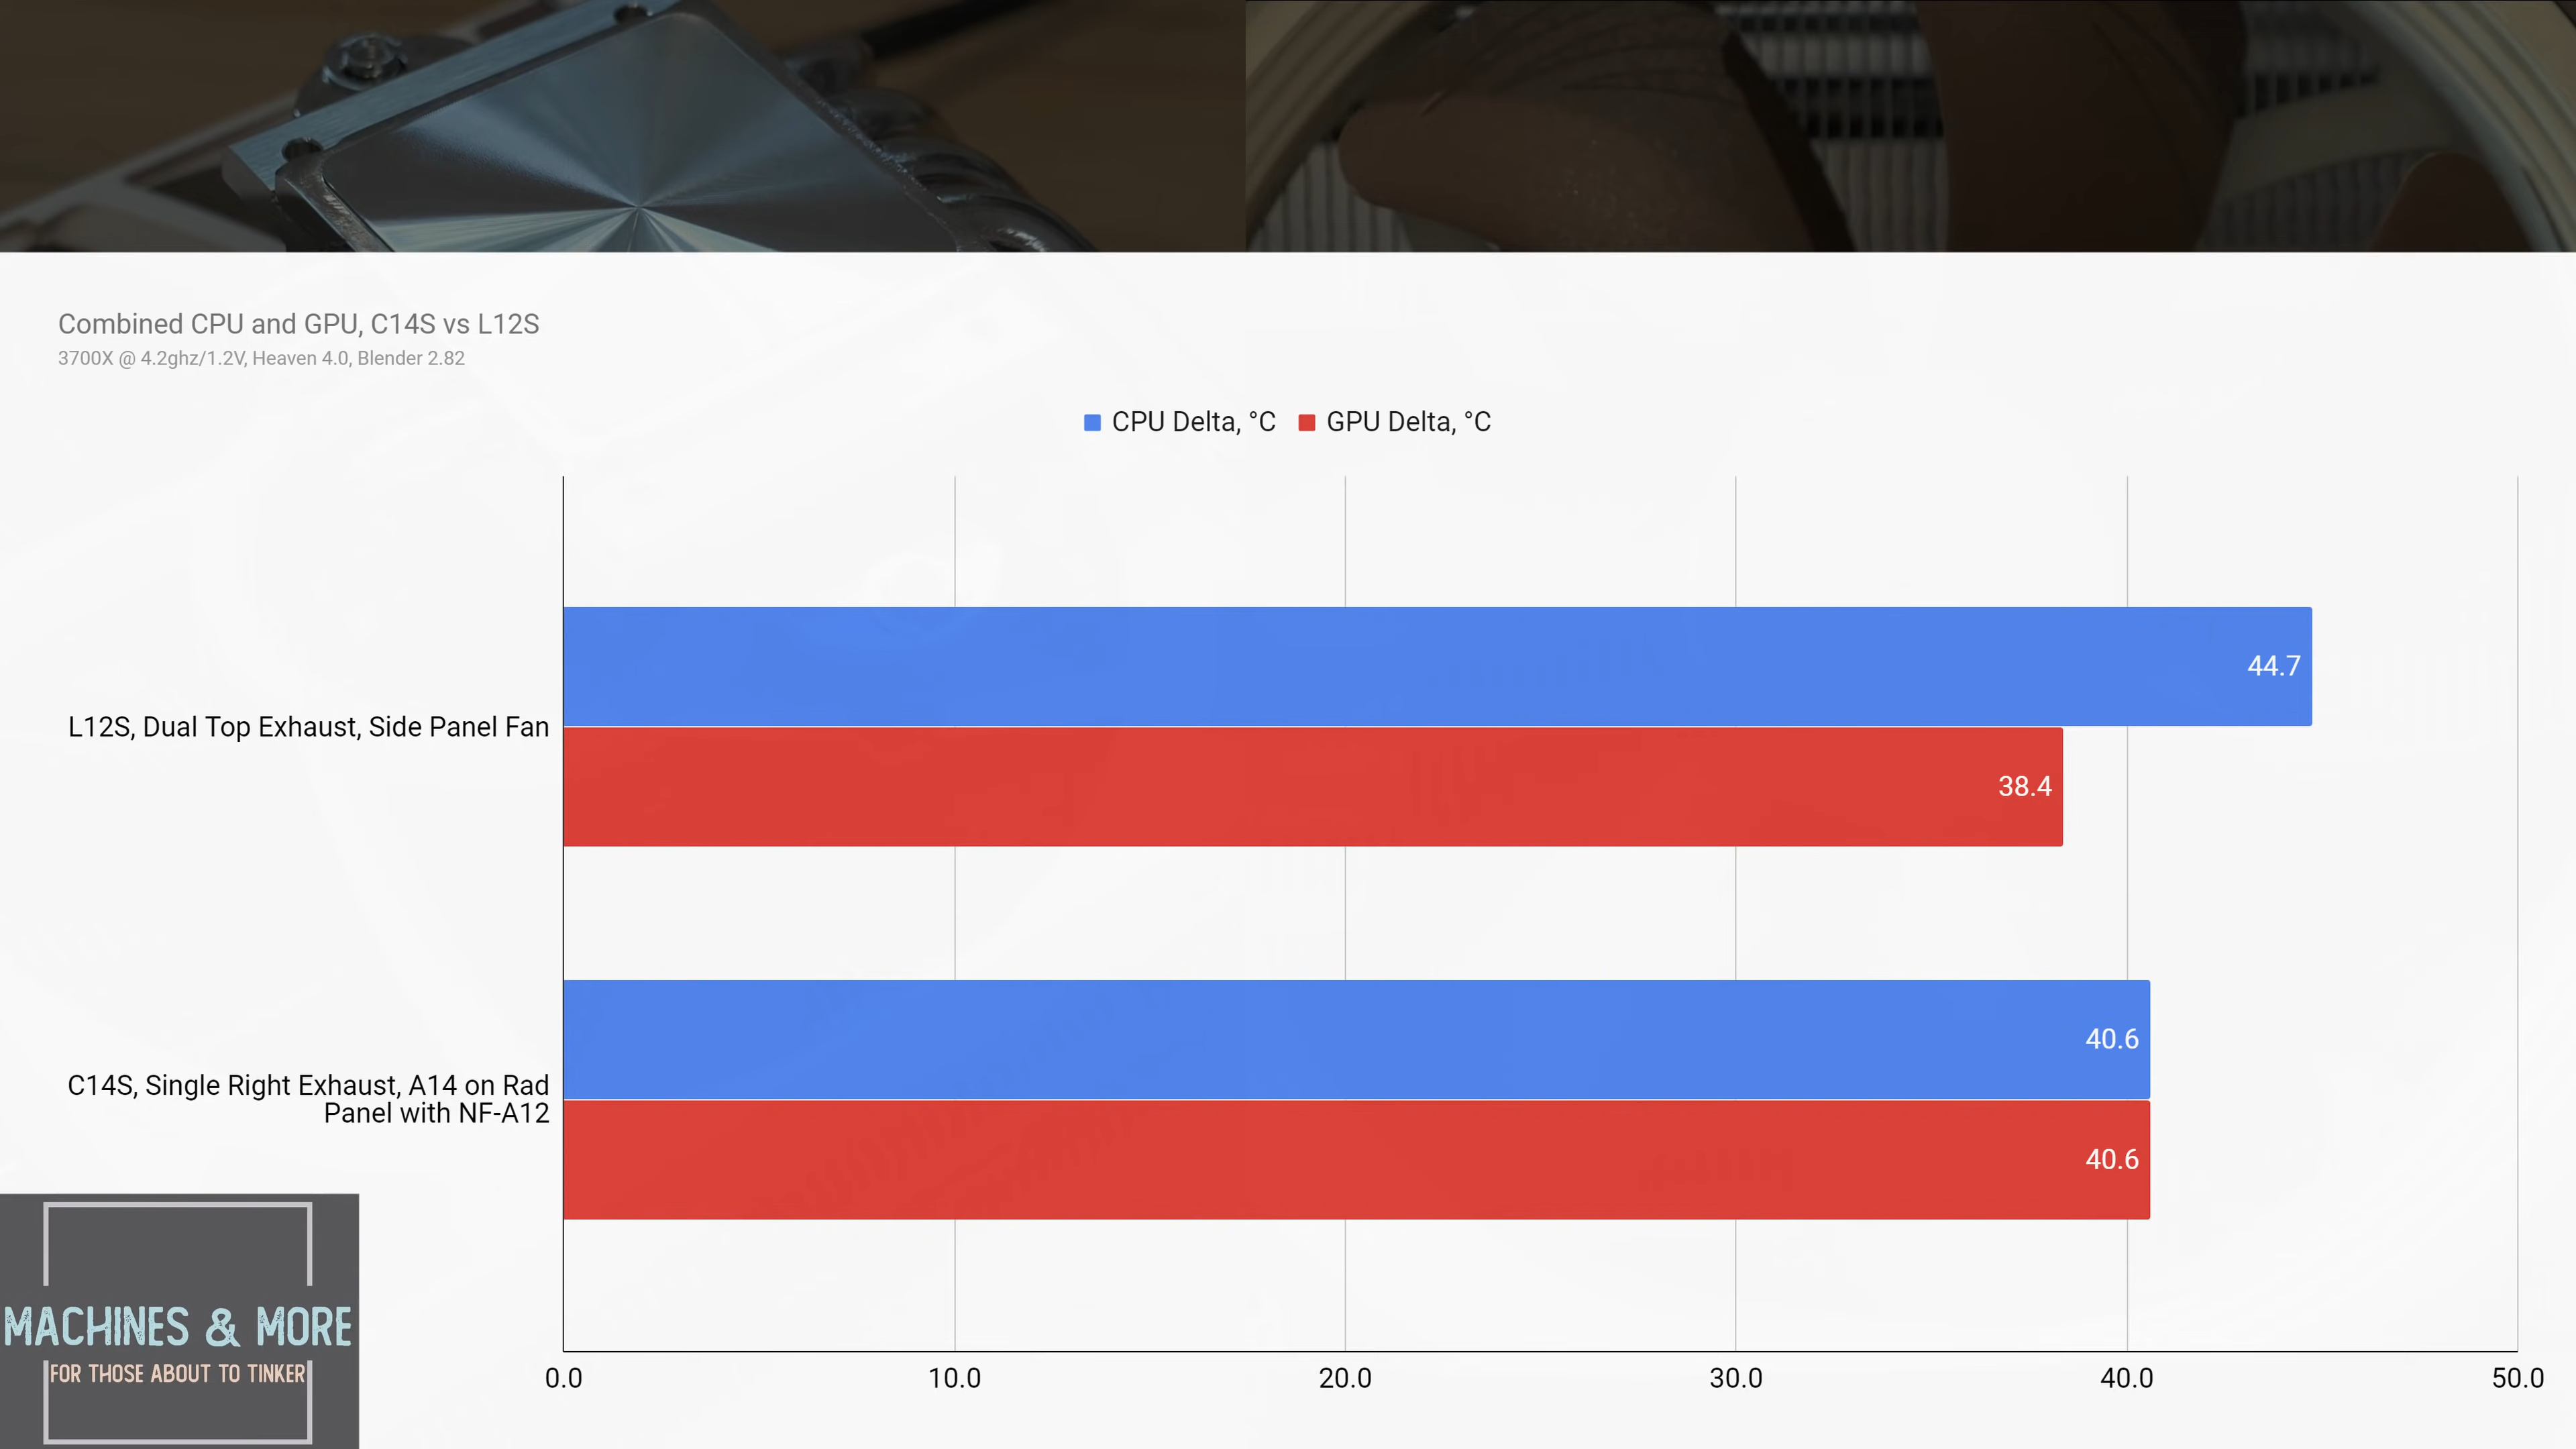 Combined CPU and GPU, C14S vs L12S
3700X @ 4.2ghz/1.2V, Heaven 4.0, Blender 2.82
CPU Delta, °C GPU Delta, °C
L12S, Dual Top Exhaust, Side Panel Fan
44.7
38.4
C14S, Single Right Exhaust, A14 on Rad
Panel with NF-A12
40.6
40.6
0.0 10.0 20.0 30.0 40.0 50.0
MACHINES & MORE
FOR THOSE ABOUT TO TINKER